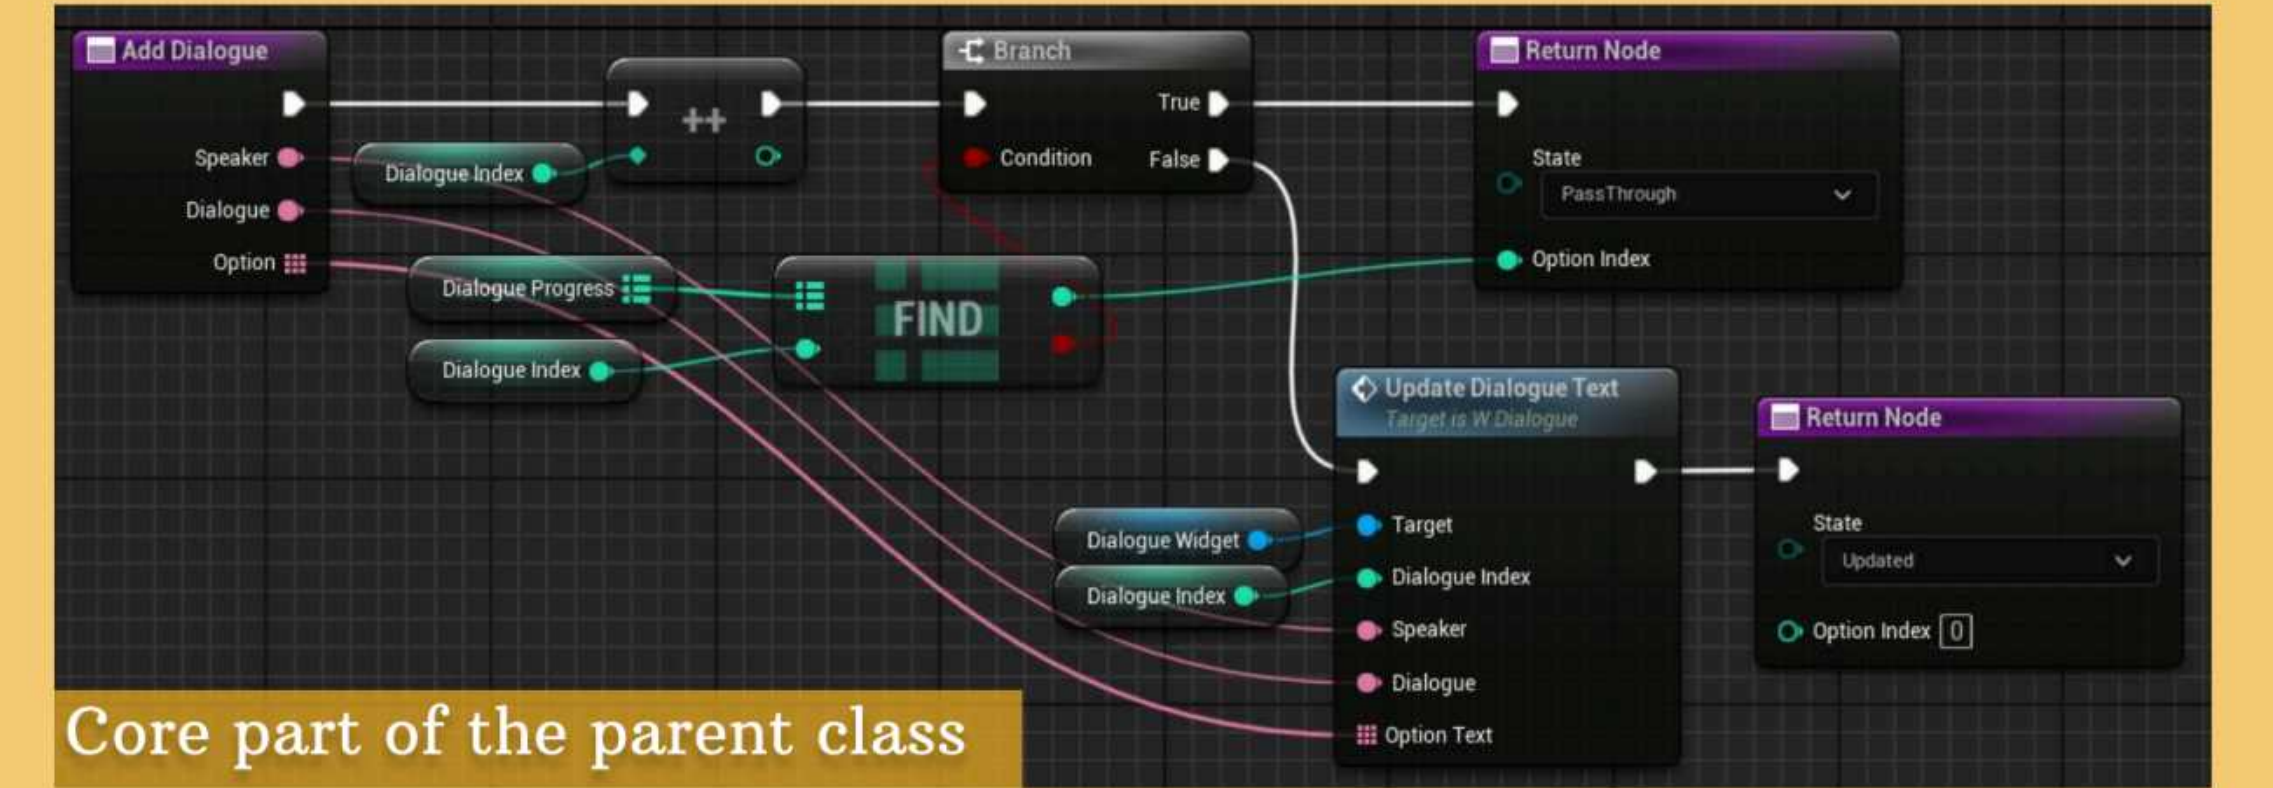 Add Dialogue
Speaker
Dialogue
Option
Dialogue Index
++
Branch
Condition
True
False
Return Node
State
PassThrough
Option Index
Dialogue Progress
Dialogue Index
FIND
Update Dialogue Text
Target is W Dialogue
Target
Dialogue Index
Speaker
Dialogue
Option Text
Dialogue Widget
Dialogue Index
Return Node
State
Updated
Option Index 0
Core part of the parent class